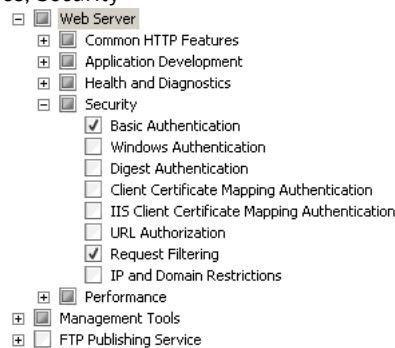 ces, Security
Web Server
Common HTTP Features
Application Development
Health and Diagnostics
Security
Basic Authentication
Windows Authentication
Digest Authentication
Client Certificate Mapping Authentication
IIS Client Certificate Mapping Authentication
URL Authorization
Request Filtering
IP and Domain Restrictions
Performance
Management Tools
FTP Publishing Service